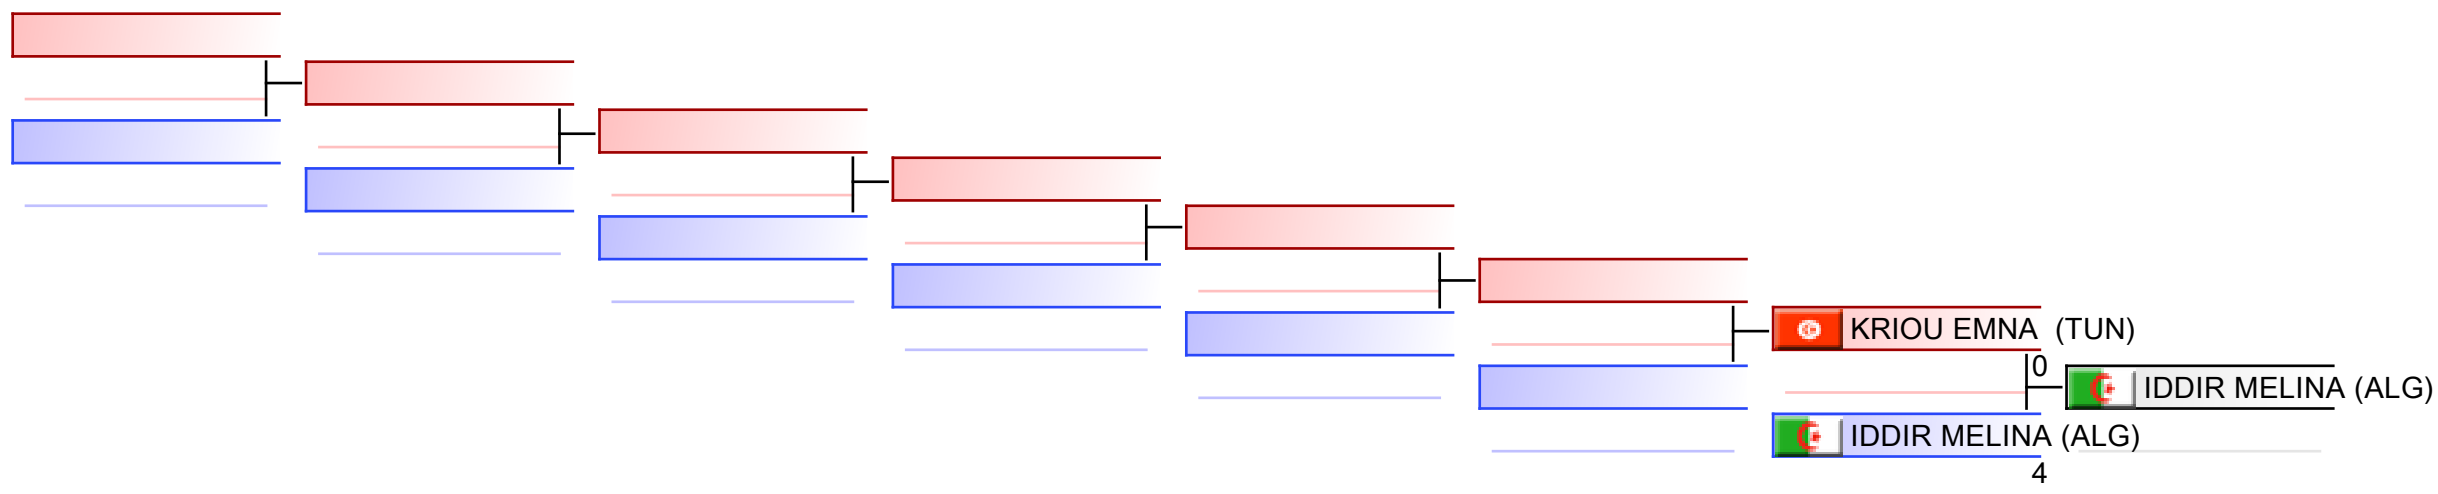 KRIOU EMNA (TUN)
0
IDDIR MELINA (ALG)
IDDIR MELINA (ALG)
4